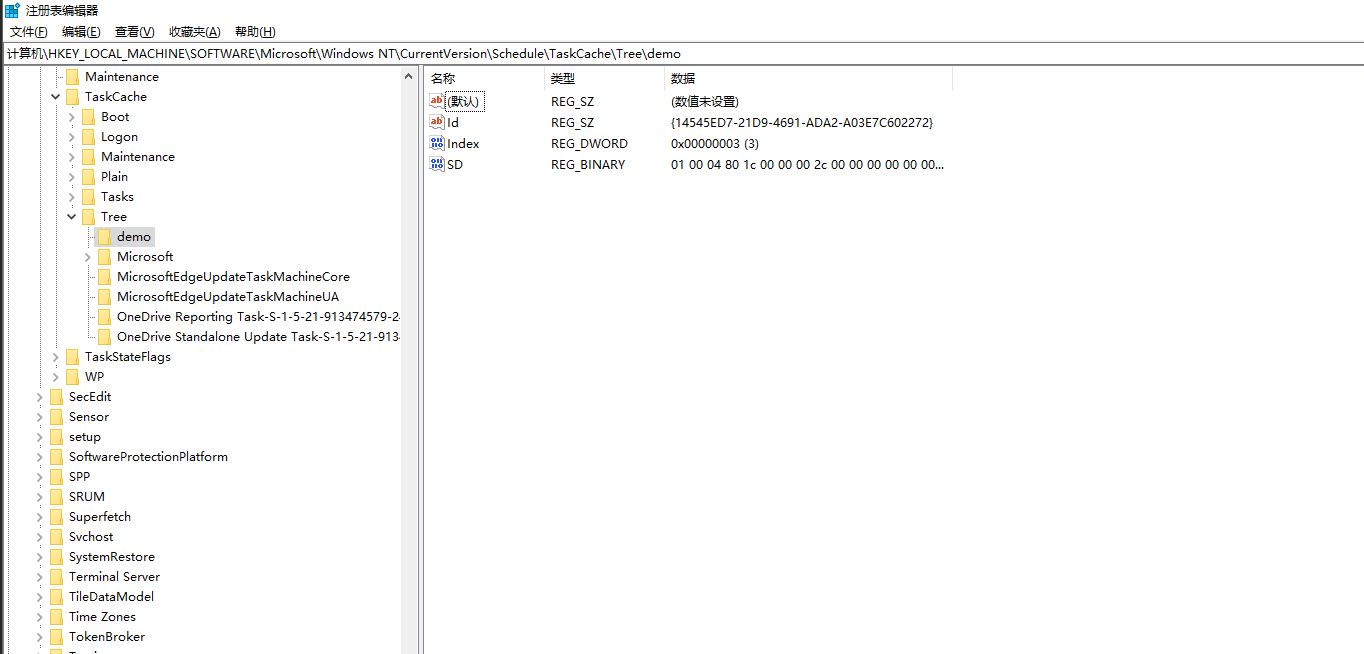 注册表编辑器
文件(F) 编辑(E) 查看(V) 收藏夹(A) 帮助(H)
计算机\HKEY_LOCAL_MACHINE\SOFTWARE\Microsoft\Windows NT\CurrentVersion\Schedule\TaskCache\Tree\demo
Maintenance
TaskCache
Boot
Logon
Maintenance
Plain
Tasks
Tree
demo
Microsoft
MicrosoftEdgeUpdateTaskMachineCore
MicrosoftEdgeUpdateTaskMachineUA
OneDrive Reporting Task-S-1-5-21-913474579-2
OneDrive Standalone Update Task-S-1-5-21-913
TaskStateFlags
WP
SecEdit
Sensor
setup
SoftwareProtectionPlatform
SPP
SRUM
Superfetch
Svchost
SystemRestore
Terminal Server
TileDataModel
Time Zones
TokenBroker
名称 类型 数据
(默认) REG_SZ (数值未设置)
Id REG_SZ {14545ED7-21D9-4691-ADA2-A03E7C602272}
Index REG_DWORD 0x00000003 (3)
SD REG_BINARY 01 00 04 80 1c 00 00 00 2c 00 00 00 00 00 00...